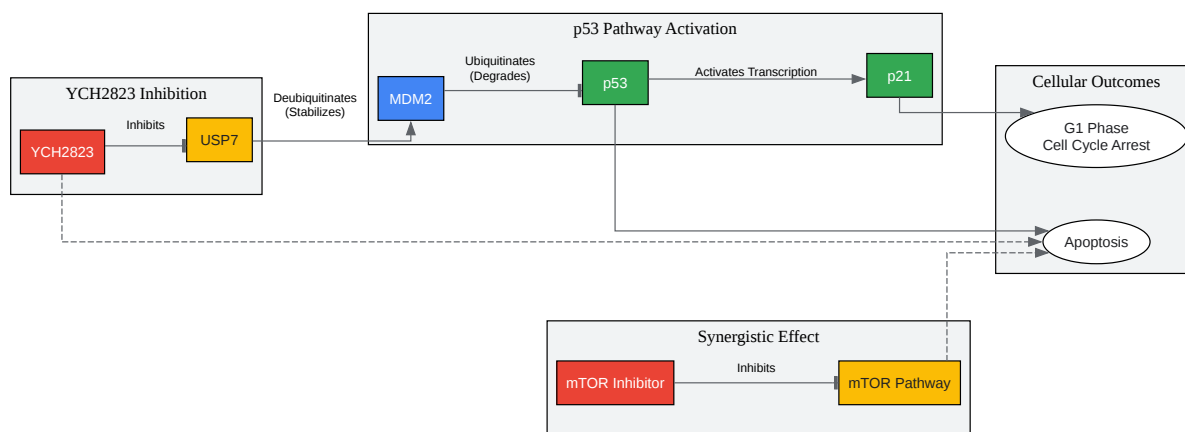 p53 Pathway Activation
Ubiquitinates
(Degrades)
MDM2
p53
Activates Transcription
p21
YCH2823 Inhibition
Inhibits
YCH2823
USP7
Deubiquitinates
(Stabilizes)
Cellular Outcomes
G1 Phase
Cell Cycle Arrest
Apoptosis
Synergistic Effect
mTOR Inhibitor
Inhibits
mTOR Pathway